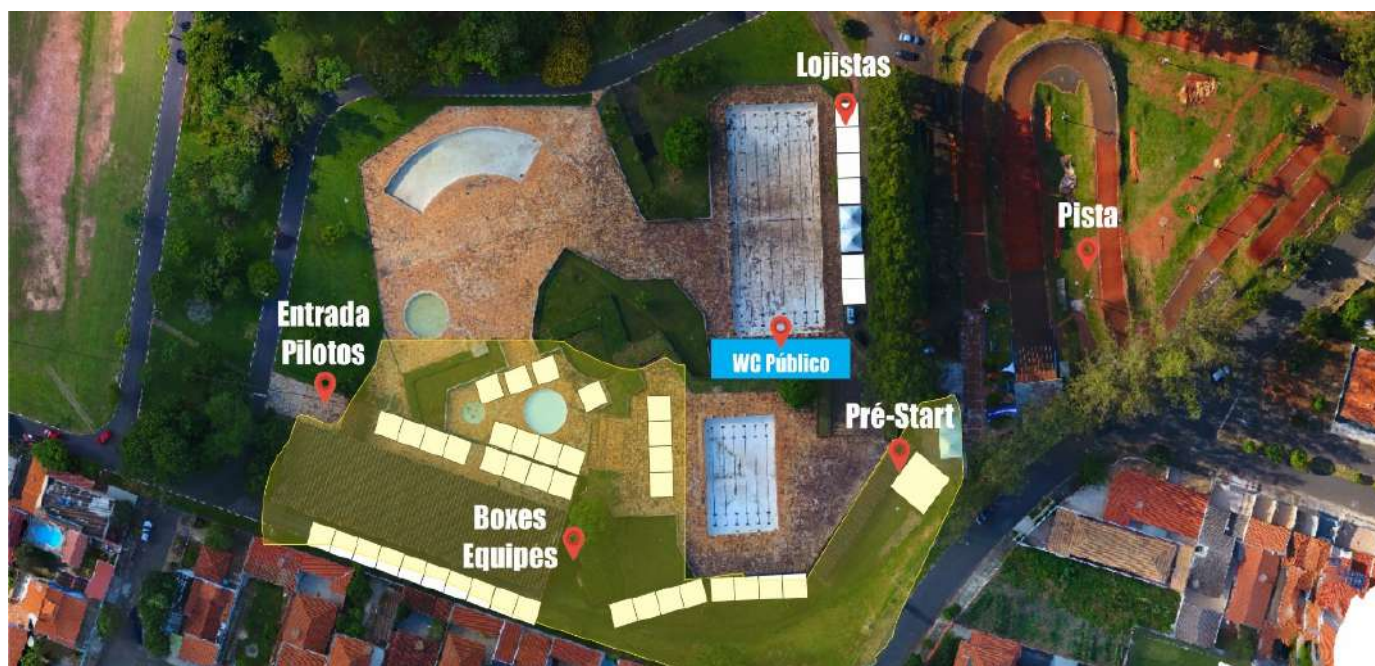 Lojistas
Pista
Entrada
Pilotos
WC Público
Pré-Start
Boxes
Equipes